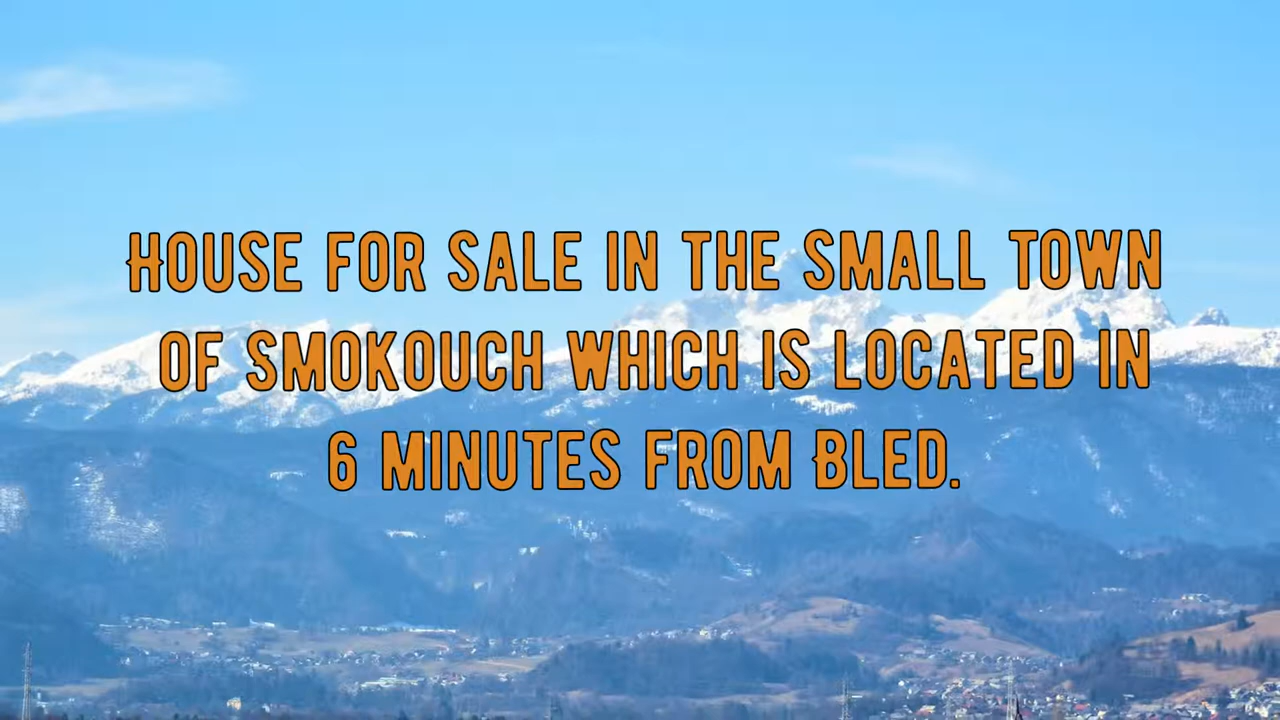 House for sale in the small town
of Smokouch which is located in
6 minutes from Bled.